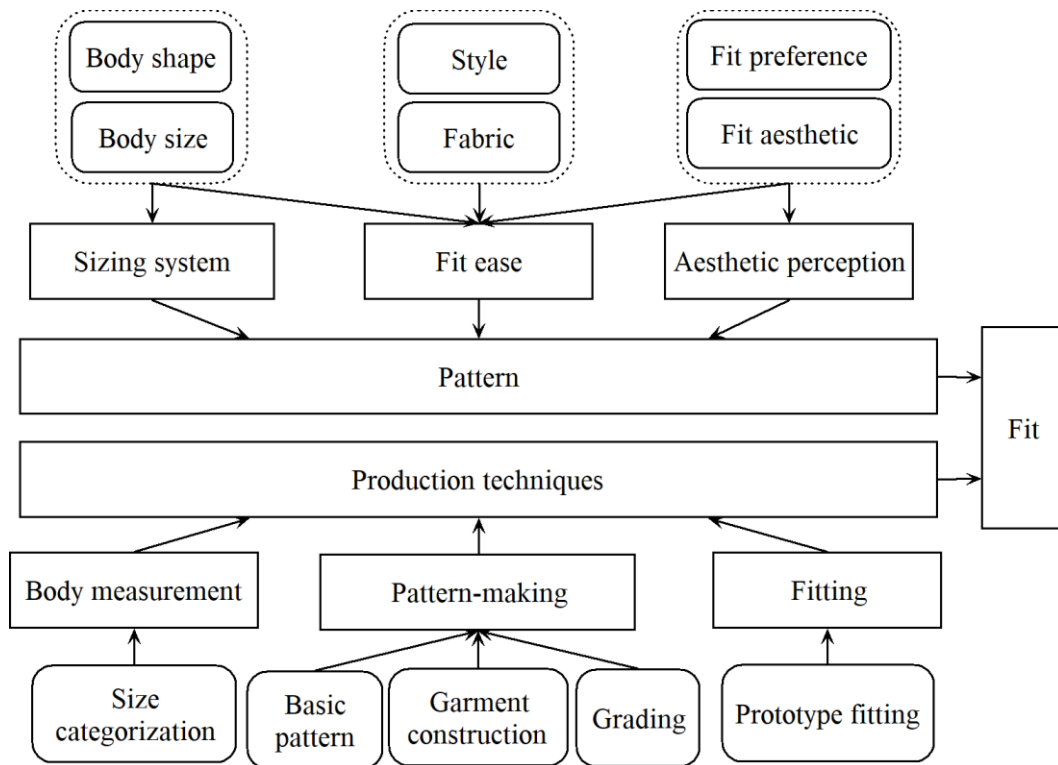 Body shape
Style
Fit preference
Body size
Fabric
Fit aesthetic
Sizing system
Fit ease
Aesthetic perception
Pattern
Fit
Production techniques
Body measurement
Pattern-making
Fitting
Size
categorization
Basic
pattern
Garment
construction
Grading
Prototype fitting